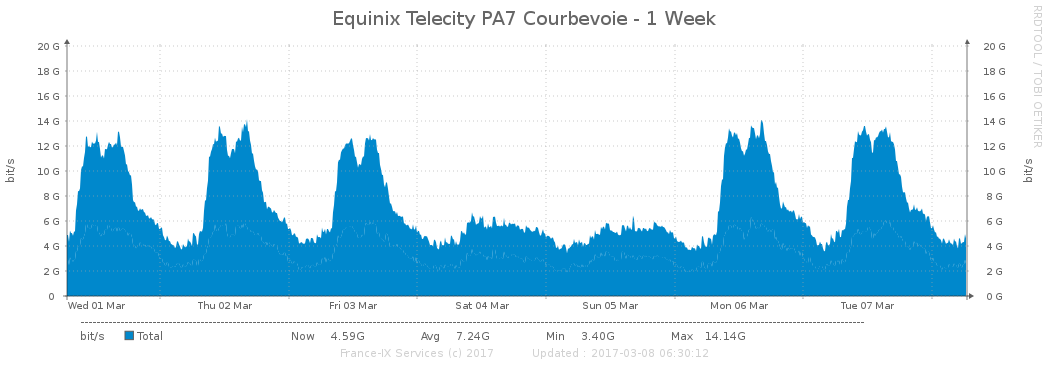 Equinix Telecity PA7 Courbevoie - 1 Week
RRDTOOL / TOBI OETIKER
20 G 20 G
18 G 18 G
16 G 16 G
14 G 14 G
12 G 12 G
10 G 10 G
8 G 8 G
6 G 6 G
4 G 4 G
2 G 2 G
0 0 G
bit/s
bit/s
Wed 01 Mar Thu 02 Mar Fri 03 Mar Sat 04 Mar Sun 05 Mar Mon 06 Mar Tue 07 Mar
bit/s Total Now 4.59G Avg 7.24G Min 3.40G Max 14.14G
France-IX Services (c) 2017 Updated : 2017-03-08 06:30:12